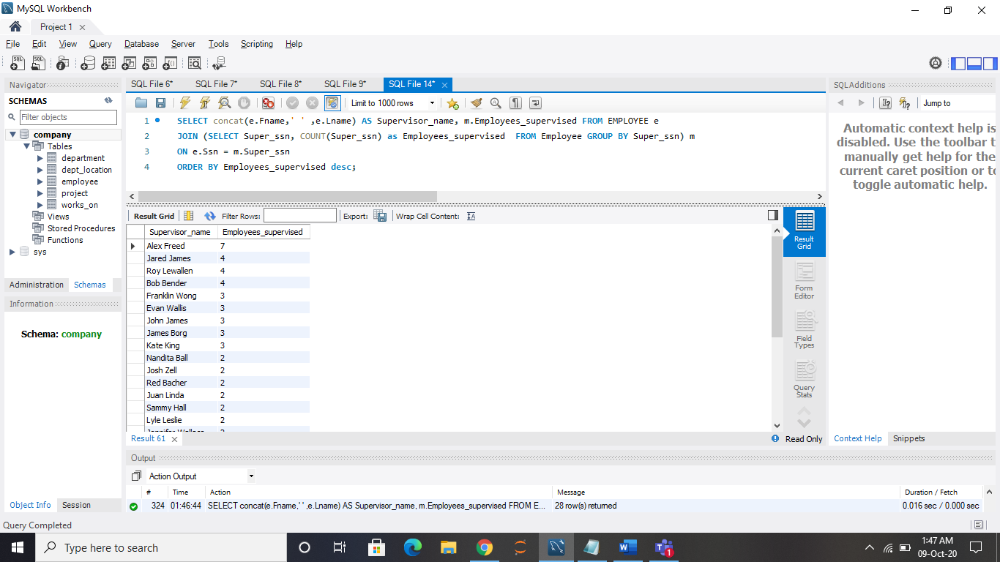 MySQL Workbench
Project 1
File Edit View Query Database Server Tools Scripting Help
Navigator
SCHEMAS
Filter objects
company
Tables
department
dept_location
employee
project
works_on
Views
Stored Procedures
Functions
sys
Administration Schemas
Information
Schema: company
Object Info Session
SQL File 6* SQL File 7* SQL File 8* SQL File 9* SQL File 14*
Limit to 1000 rows
1 SELECT concat(e.Fname,' ' ,e.Lname) AS Supervisor_name, m.Employees_supervised FROM EMPLOYEE e
2 JOIN (SELECT Super_ssn, COUNT(Super_ssn) as Employees_supervised FROM Employee GROUP BY Super_ssn) m
3 ON e.Ssn = m.Super_ssn
4 ORDER BY Employees_supervised desc;
Result Grid Filter Rows: Export: Wrap Cell Content:
Supervisor_name Employees_supervised
Alex Freed 7
Jared James 4
Roy Lewallen 4
Bob Bender 4
Franklin Wong 3
Evan Wallis 3
John James 3
James Borg 3
Kate King 3
Nandita Ball 2
Josh Zell 2
Red Bacher 2
Juan Linda 2
Sammy Hall 2
Lyle Leslie 2
Result
Grid
Form
Editor
Field
Types
Query
Stats
Result 61
Read Only
SQLAdditions
Jump to
Automatic context help is
disabled. Use the toolbar t
manually get help for the
current caret position or to
toggle automatic help.
Context Help Snippets
Output
Action Output
# Time Action Message Duration / Fetch
324 01:46:44 SELECT concat(e.Fname,' ' ,e.Lname) AS Supervisor_name, m.Employees_supervised FROM E... 28 row(s) returned 0.016 sec / 0.000 sec
Query Completed
Type here to search
1
1:47 AM
09-Oct-20